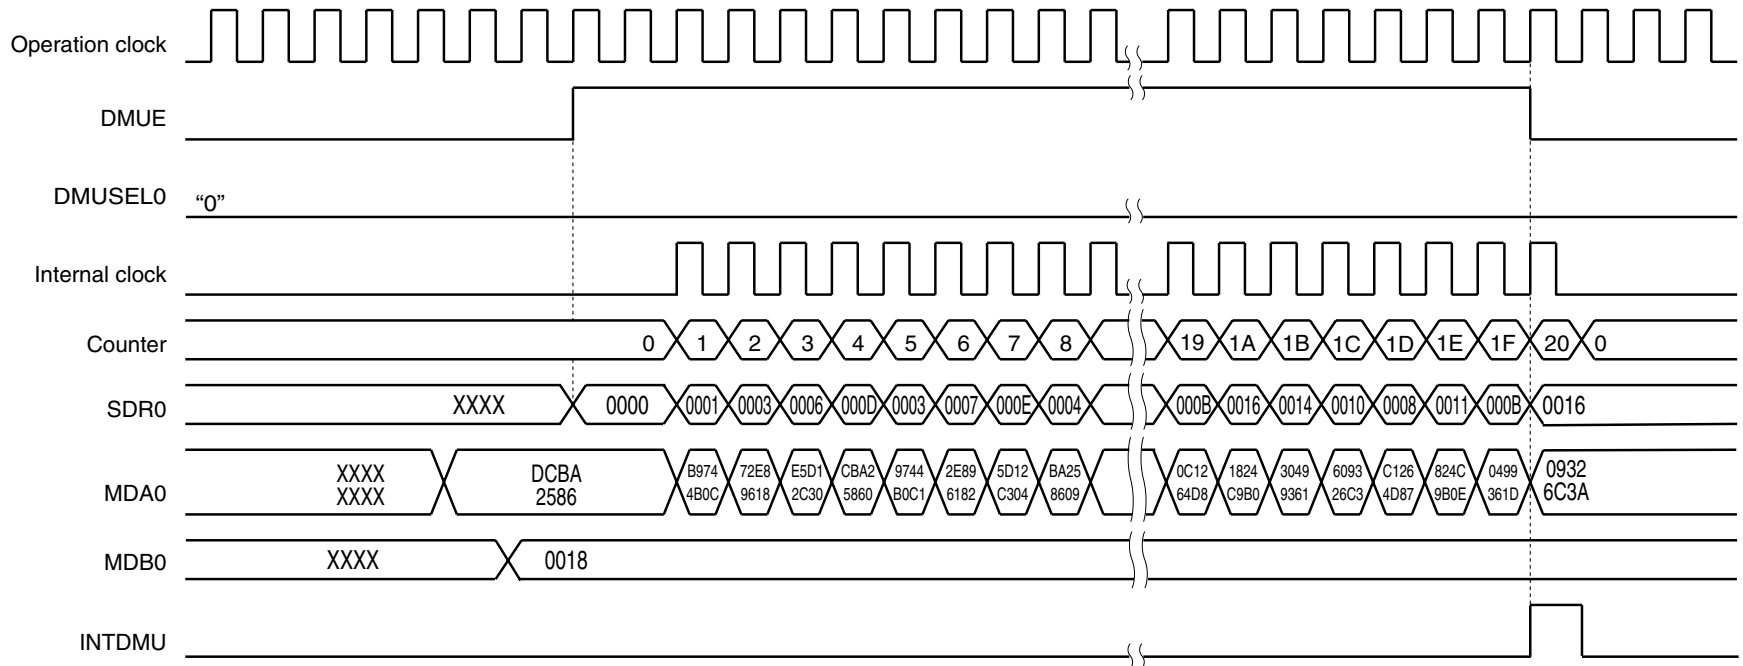 Operation clock
DMUE
DMUSEL0 “0”
Internal clock
Counter 0 1 2 3 4 5 6 7 8 19 1A 1B 1C 1D 1E 1F 20 0
SDR0 XXXX 0000 0001 0003 0006 000D 0003 0007 000E 0004 000B 0016 0014 0010 0008 0011 000B 0016
MDA0 XXXX DCBA B974 72E8 E5D1 CBA2 9744 2E89 5D12 BA25 0C12 1824 3049 6093 C126 824C 0499 0932
XXXX 2586 4B0C 9618 2C30 5860 B0C1 6182 C304 8609 64D8 C9B0 9361 26C3 4D87 9B0E 361D 6C3A
MDB0 XXXX 0018
INTDMU